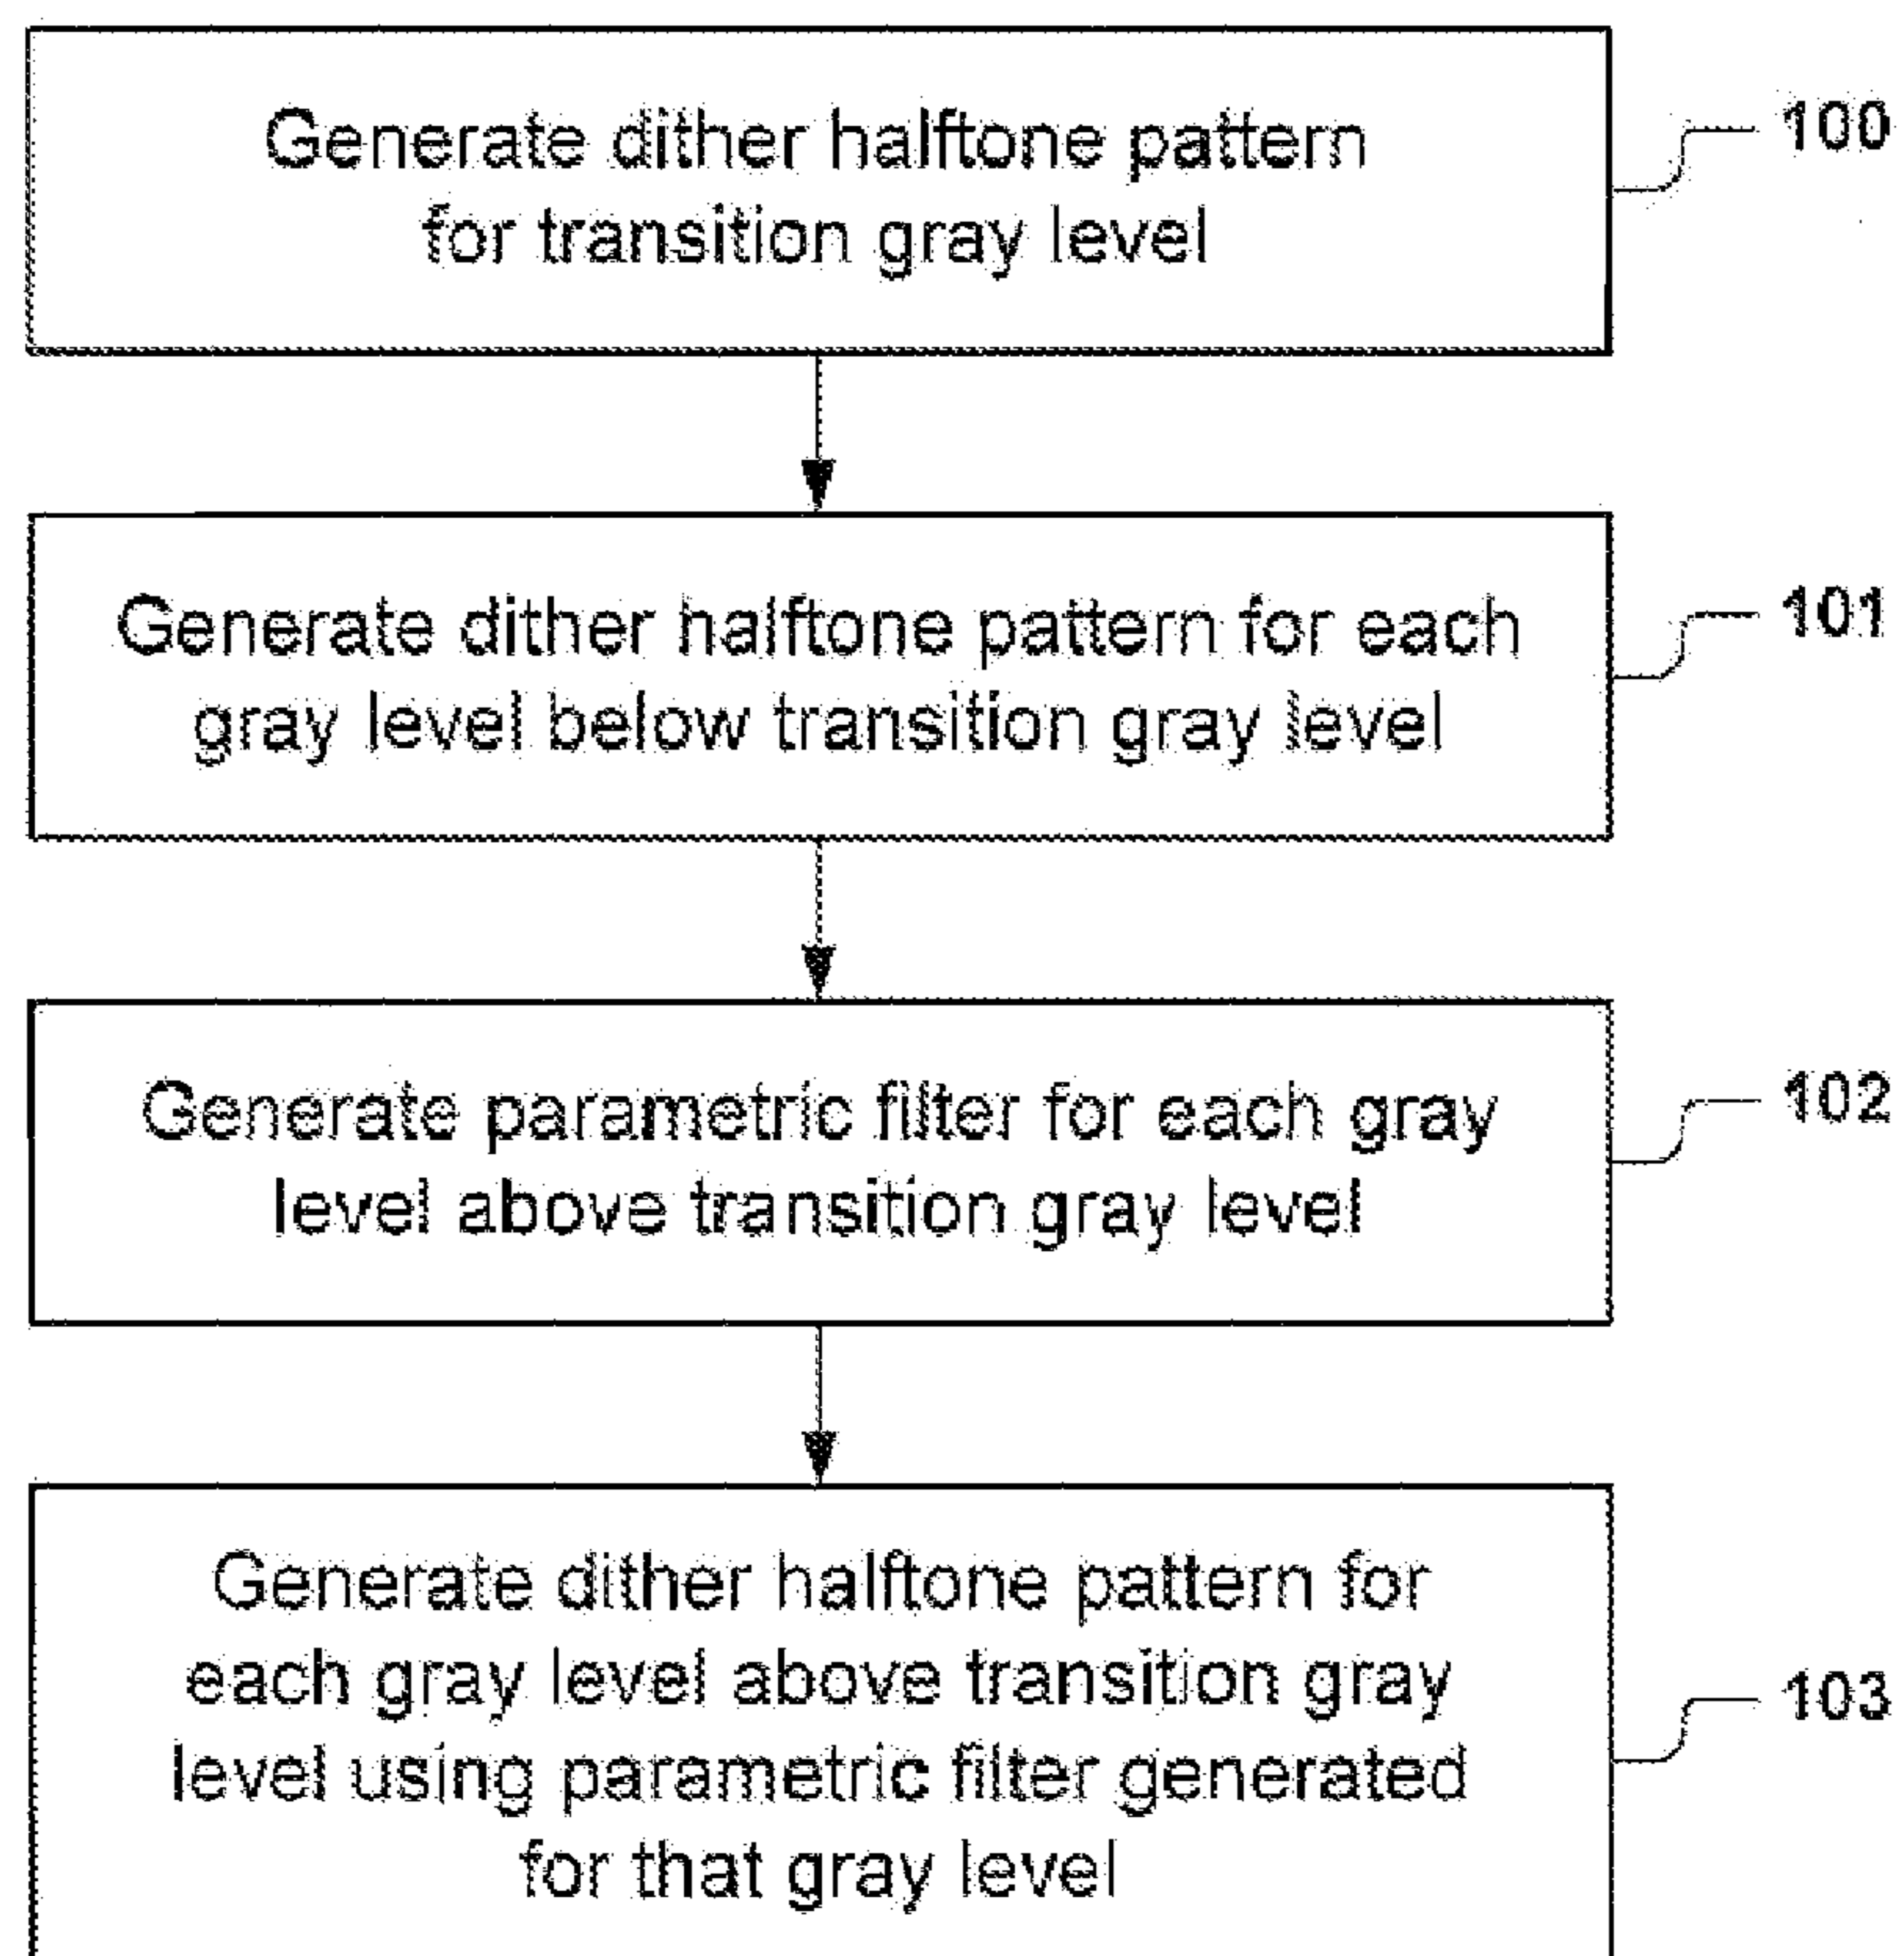 Generate dither halftone pattern
for transition gray level
100
Generate dither halftone pattern for each
gray level below transition gray level
101
Generate parametric filter for each gray
level above transition gray level
102
Generate dither halftone pattern for
each gray level above transition gray
level using parametric filter generated
for that gray level
103